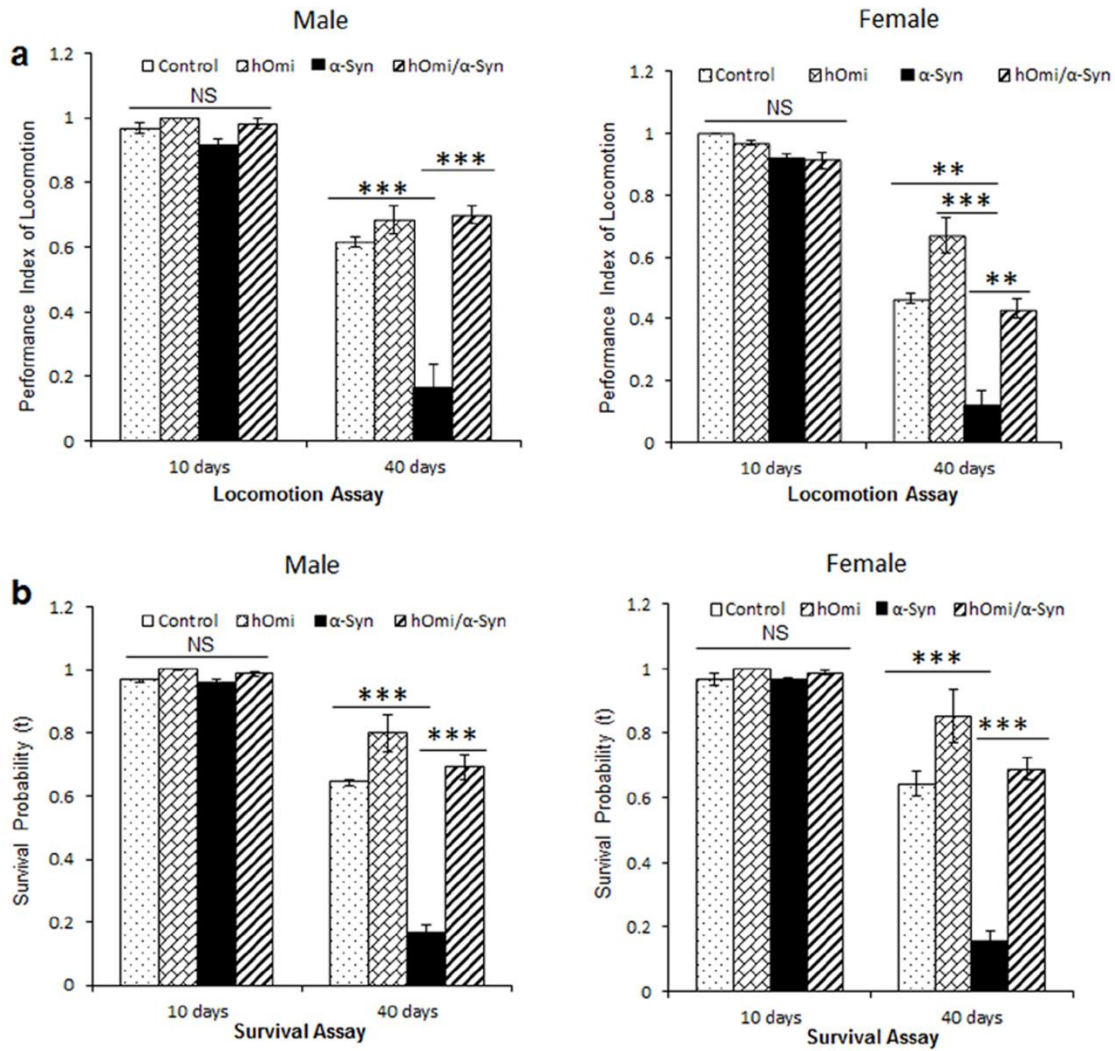 Male
Female
a
1.2
1
0.8
0.6
0.4
0.2
0
Performance Index of Locomotion
Control hOmi α-Syn hOmi/α-Syn
NS
***
***
10 days 40 days
Locomotion Assay
1.2
1
0.8
0.6
0.4
0.2
0
Performance Index of Locomotion
Control hOmi α-Syn hOmi/α-Syn
NS
**
***
**
10 days 40 days
Locomotion Assay
Male
Female
b
1.2
1
0.8
0.6
0.4
0.2
0
Survival Probability (t)
Control hOmi α-Syn hOmi/α-Syn
NS
***
***
10 days 40 days
Survival Assay
1.2
1
0.8
0.6
0.4
0.2
0
Survival Probability (t)
Control hOmi α-Syn hOmi/α-Syn
NS
***
***
10 days 40 days
Survival Assay